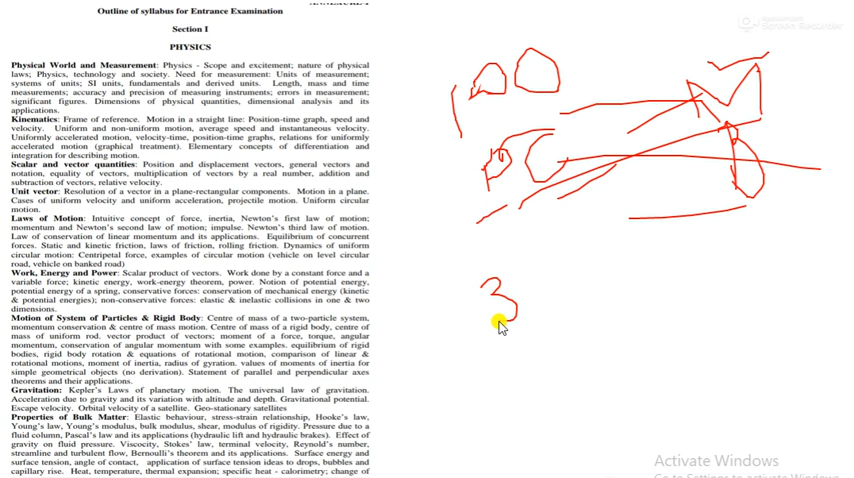 ANNEXURE-I
Outline of syllabus for Entrance Examination
Section I
PHYSICS
Physical World and Measurement: Physics - Scope and excitement; nature of physical
laws; Physics, technology and society. Need for measurement: Units of measurement;
systems of units; SI units, fundamental and derived units. Length, mass and time
measurements; accuracy and precision of measuring instruments; errors in measurement;
significant figures. Dimensions of physical quantities, dimensional analysis and its
applications.
Kinematics: Frame of reference. Motion in a straight line: Position-time graph, speed and
velocity. Uniform and non-uniform motion, average speed and instantaneous velocity.
Uniformly accelerated motion, velocity-time, position-time graphs, relations for uniformly
accelerated motion (graphical treatment). Elementary concepts of differentiation and
integration for describing motion.
Scalar and vector quantities: Position and displacement vectors, general vectors and
notation, equality of vectors, multiplication of vectors by a real number, addition and
subtraction of vectors, relative velocity.
Unit vector: Resolution of a vector in a plane-rectangular components. Motion in a plane.
Cases of uniform velocity and uniform acceleration, projectile motion. Uniform circular
motion.
Laws of Motion: Intuitive concept of force, inertia, Newton's first law of motion;
momentum and Newton's second law of motion; impulse. Newton's third law of motion.
Law of conservation of linear momentum and its applications. Equilibrium of concurrent
forces. Static and kinetic friction, laws of friction, rolling friction. Dynamics of uniform
circular motion: Centripetal force, examples of circular motion (vehicle on level circular
road, vehicle on banked road)
Work, Energy and Power: Scalar product of vectors. Work done by a constant force and a
variable force; kinetic energy, work-energy theorem, power. Notion of potential energy,
potential energy of a spring, conservative forces: conservation of mechanical energy (kinetic
& potential energies); non-conservative forces: elastic & inelastic collisions in one & two
dimensions.
Motion of System of Particles & Rigid Body: Centre of mass of a two-particle system,
momentum conservation & centre of mass motion. Centre of mass of a rigid body, centre of
mass of uniform rod. vector product of vectors; moment of a force, torque, angular
momentum, conservation of angular momentum with some examples. equilibrium of rigid
bodies, rigid body rotation & equations of rotational motion, comparison of linear &
rotational motions, moment of inertia, radius of gyration. values of moments of inertia for
simple geometrical objects (no derivation). Statement of parallel and perpendicular axes
theorems and their applications.
Gravitation: Kepler's Laws of planetary motion. The universal law of gravitation.
Acceleration due to gravity and its variation with altitude and depth. Gravitational potential.
Escape velocity. Orbital velocity of a satellite. Geo-stationary satellites
Properties of Bulk Matter: Elastic behaviour, stress-strain relationship, Hooke's law,
Young's law, Young's modulus, bulk modulus, shear, modulus of rigidity. Pressure due to a
fluid column, Pascal's law and its applications (hydraulic lift and hydraulic brakes). Effect of
gravity on fluid pressure. Viscosity, Stokes' law, terminal velocity, Reynold's number,
streamline and turbulent flow, Bernoulli's theorem and its applications. Surface energy and
surface tension, angle of contact, application of surface tension ideas to drops, bubbles and
capillary rise. Heat, temperature, thermal expansion; specific heat - calorimetry; change of
3
Screen Recorder
Activate Windows
Go to Settings to activate Windows.